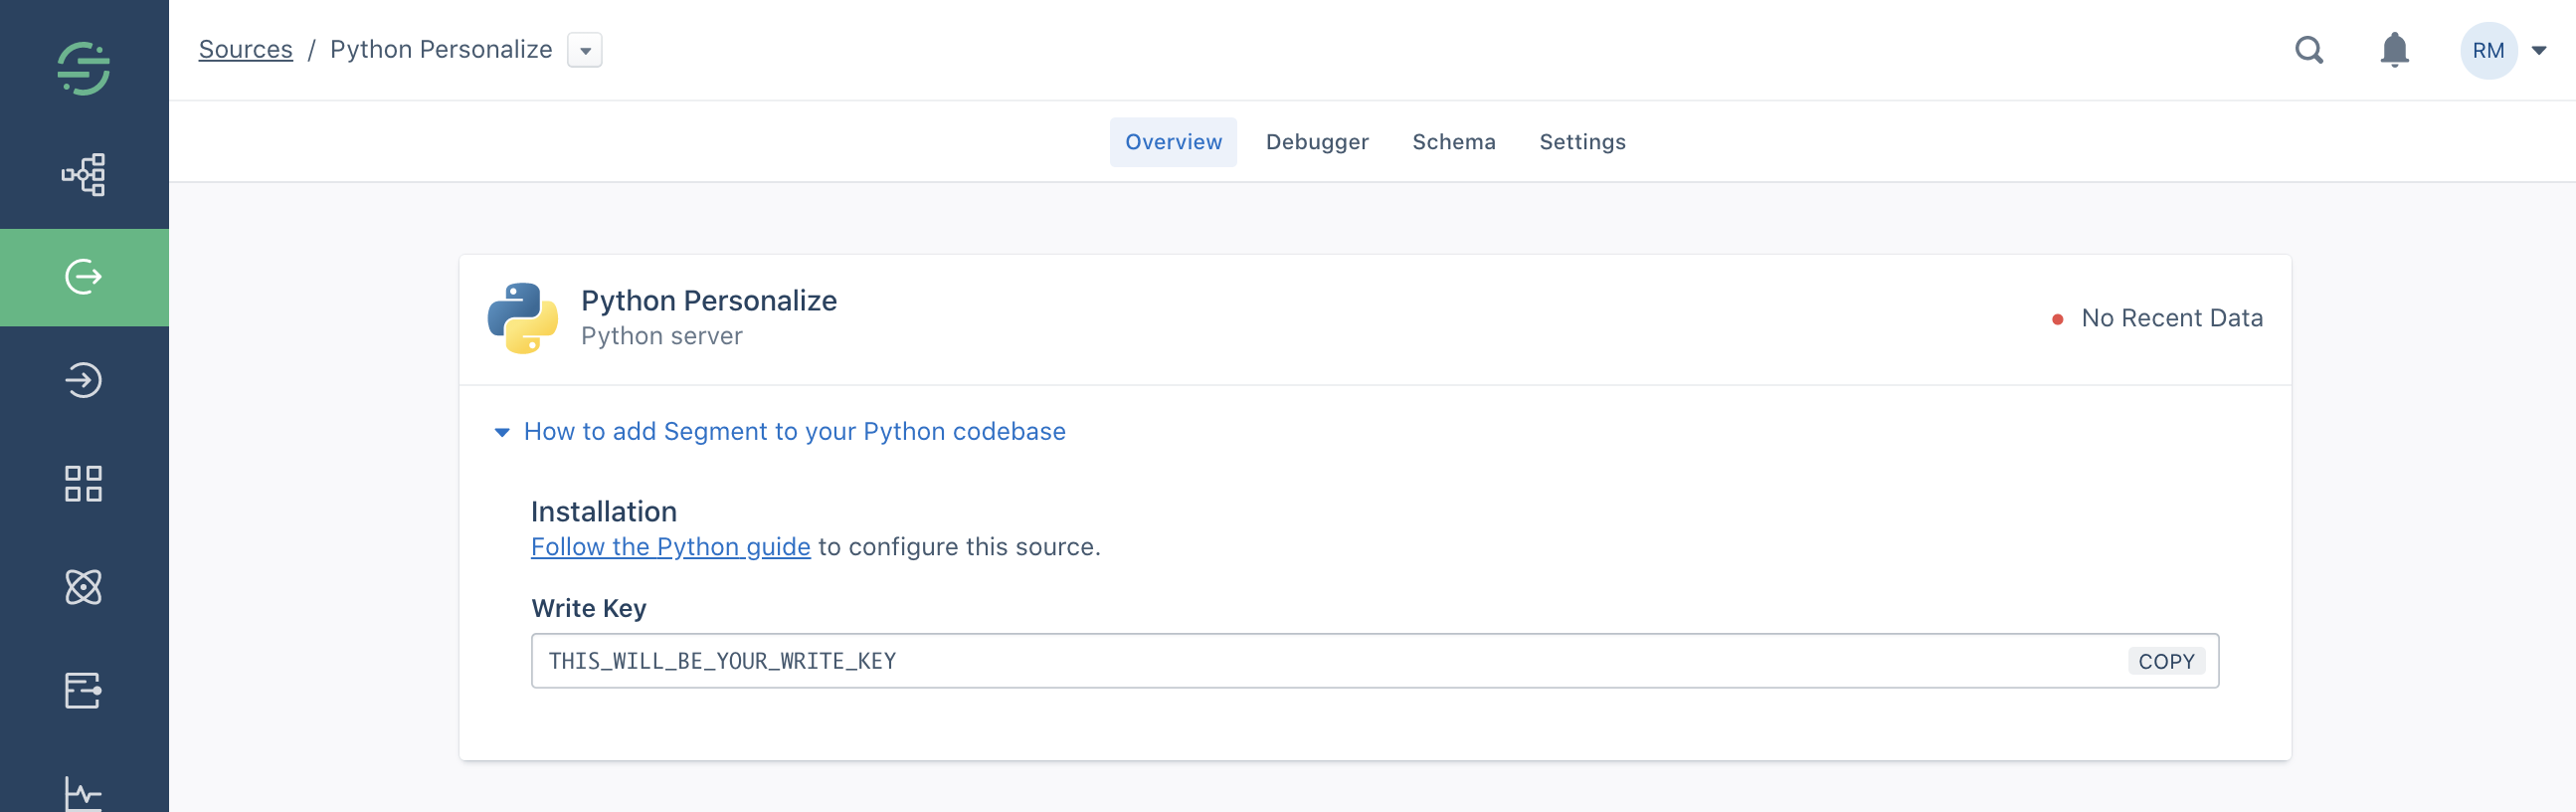 Sources / Python Personalize
RM
Overview Debugger Schema Settings
Python Personalize
Python server
No Recent Data
How to add Segment to your Python codebase
Installation
Follow the Python guide to configure this source.
Write Key
THIS_WILL_BE_YOUR_WRITE_KEY COPY